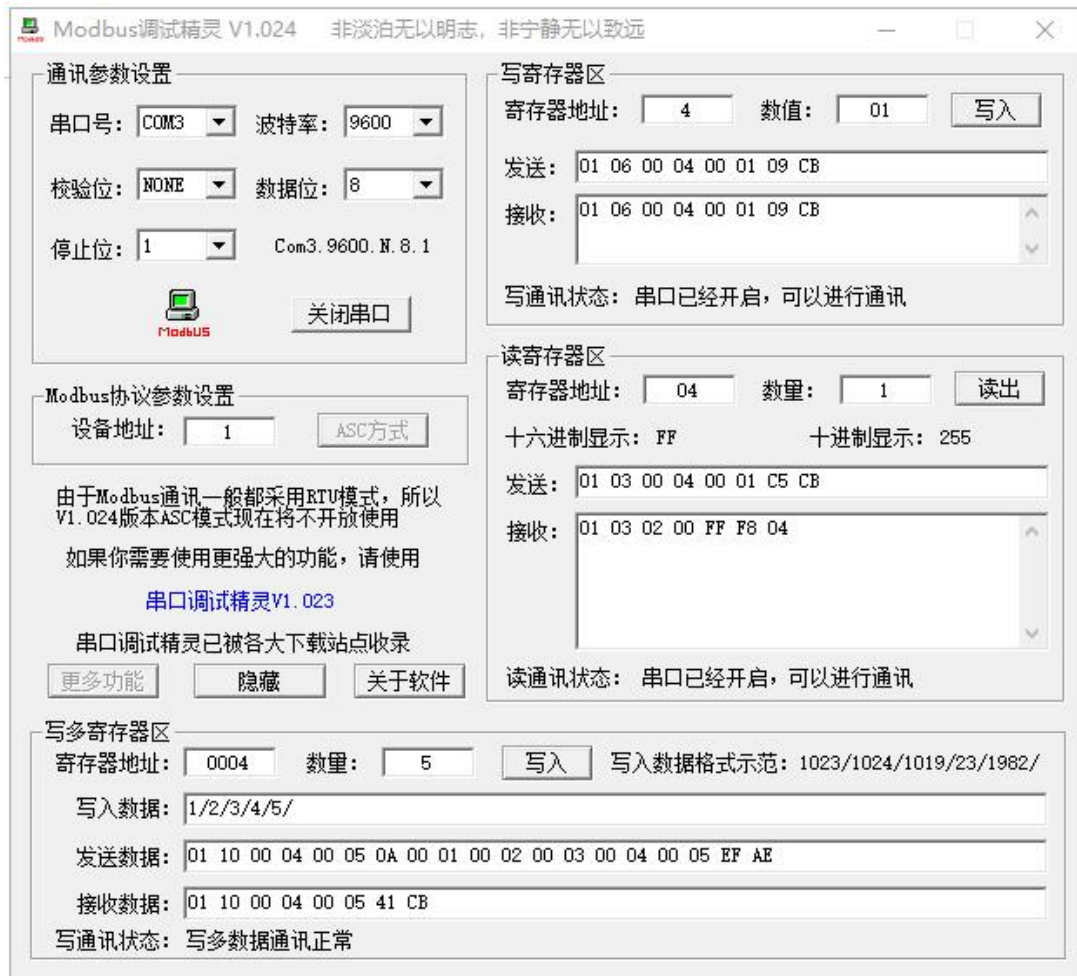 Modbus调试精灵 V1.024 非淡泊无以明志，非宁静无以致远
通讯参数设置
串口号： COM3 波特率： 9600
校验位： NONE 数据位： 8
停止位： 1 Com3.9600.N.8.1
ModbUS 关闭串口
Modbus协议参数设置
设备地址： 1 ASC方式
由于Modbus通讯一般都采用RTU模式，所以
V1.024版本ASC模式现在将不开放使用
如果你需要使用更强大的功能，请使用
串口调试精灵V1.023
串口调试精灵已被各大下载站点收录
更多功能 隐藏 关于软件
写寄存器区
寄存器地址： 4 数值： 01 写入
发送： 01 06 00 04 00 01 09 CB
接收： 01 06 00 04 00 01 09 CB
写通讯状态： 串口已经开启，可以进行通讯
读寄存器区
寄存器地址： 04 数量： 1 读出
十六进制显示： FF 十进制显示： 255
发送： 01 03 00 04 00 01 C5 CB
接收： 01 03 02 00 FF F8 04
读通讯状态： 串口已经开启，可以进行通讯
写多寄存器区
寄存器地址： 0004 数量： 5 写入 写入数据格式示范：1023/1024/1019/23/1982/
写入数据： 1/2/3/4/5/
发送数据： 01 10 00 04 00 05 0A 00 01 00 02 00 03 00 04 00 05 EF AE
接收数据： 01 10 00 04 00 05 41 CB
写通讯状态： 写多数据通讯正常